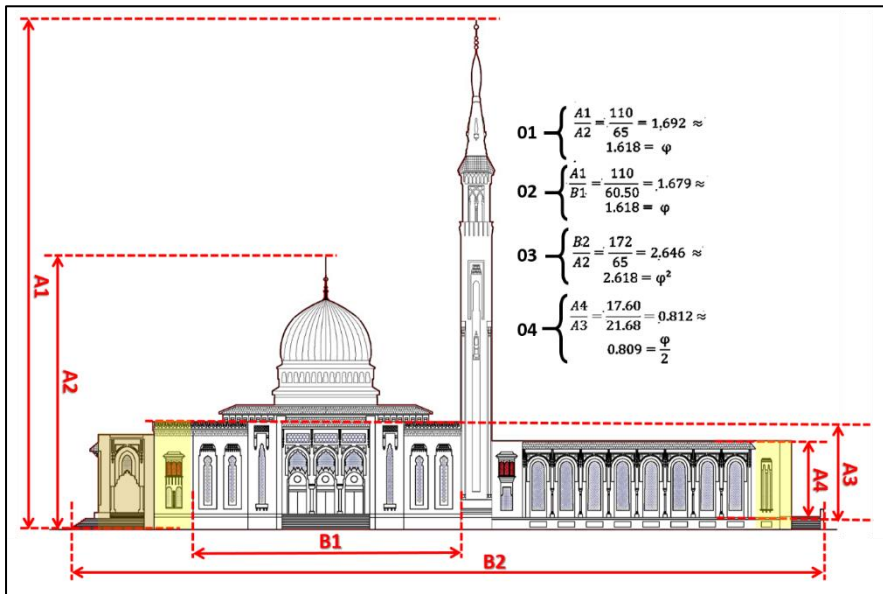 01
A1/A2 = 110/65 = 1,692 ≈
1.618 = φ
02
A1/B1 = 110/60.50 = 1.679 ≈
1.618 = φ
03
B2/A2 = 172/65 = 2,646 ≈
2.618 = φ²
04
A4/A3 = 17.60/21.68 = 0.812 ≈
0.809 = φ/2
A1
A2
A4
A3
B1
B2